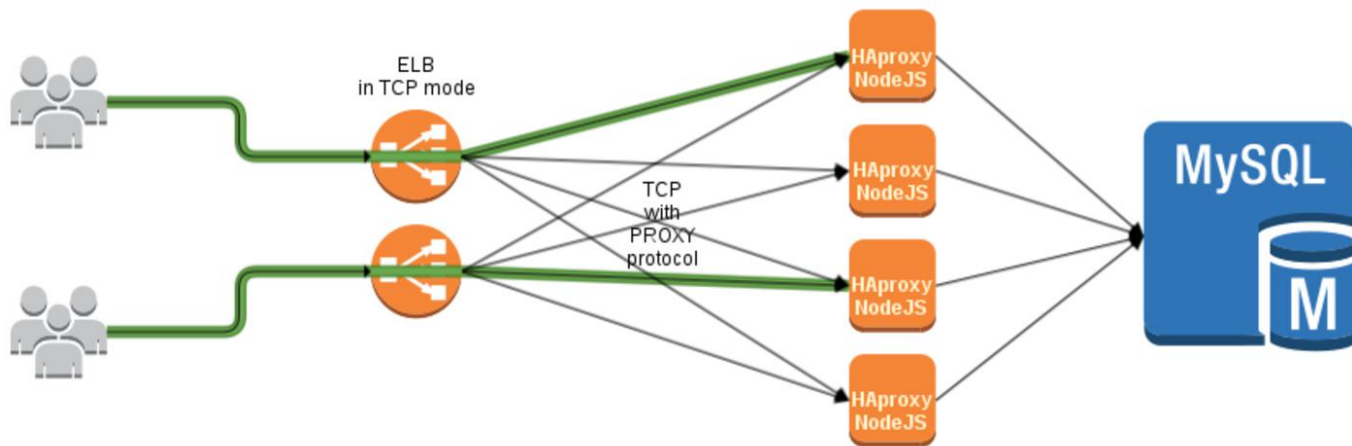 ELB
in TCP mode
HAproxy
NodeJS
HAproxy
NodeJS
TCP
with
PROXY
protocol
HAproxy
NodeJS
HAproxy
NodeJS
MySQL
M